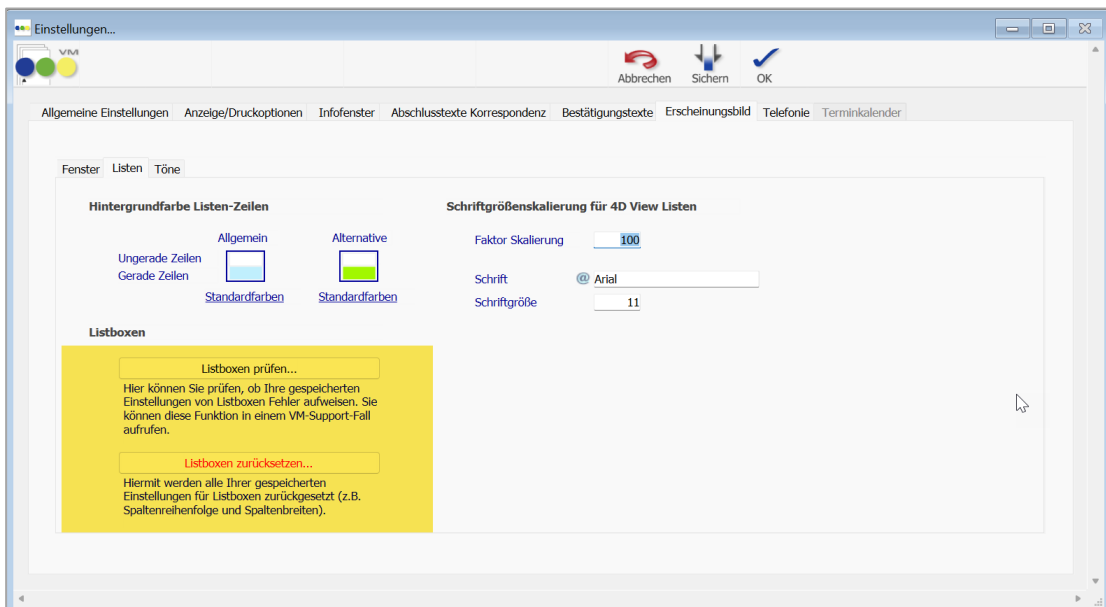 Einstellungen...
VM
Abbrechen Sichern OK
Allgemeine Einstellungen Anzeige/Druckoptionen Infofenster Abschlusstexte Korrespondenz Bestätigungstexte Erscheinungsbild Telefonie Terminkalender
Fenster Listen Töne
Hintergrundfarbe Listen-Zeilen
Allgemein Alternative
Ungerade Zeilen
Gerade Zeilen
Standardfarben Standardfarben
Listboxen
Listboxen prüfen...
Hier können Sie prüfen, ob Ihre gespeicherten
Einstellungen von Listboxen Fehler aufweisen. Sie
können diese Funktion in einem VM-Support-Fall
aufrufen.
Listboxen zurücksetzen...
Hiermit werden alle Ihrer gespeicherten
Einstellungen für Listboxen zurückgesetzt (z.B.
Spaltenreihenfolge und Spaltenbreiten).
Schriftgrößenskalierung für 4D View Listen
Faktor Skalierung 100
Schrift @ Arial
Schriftgröße 11